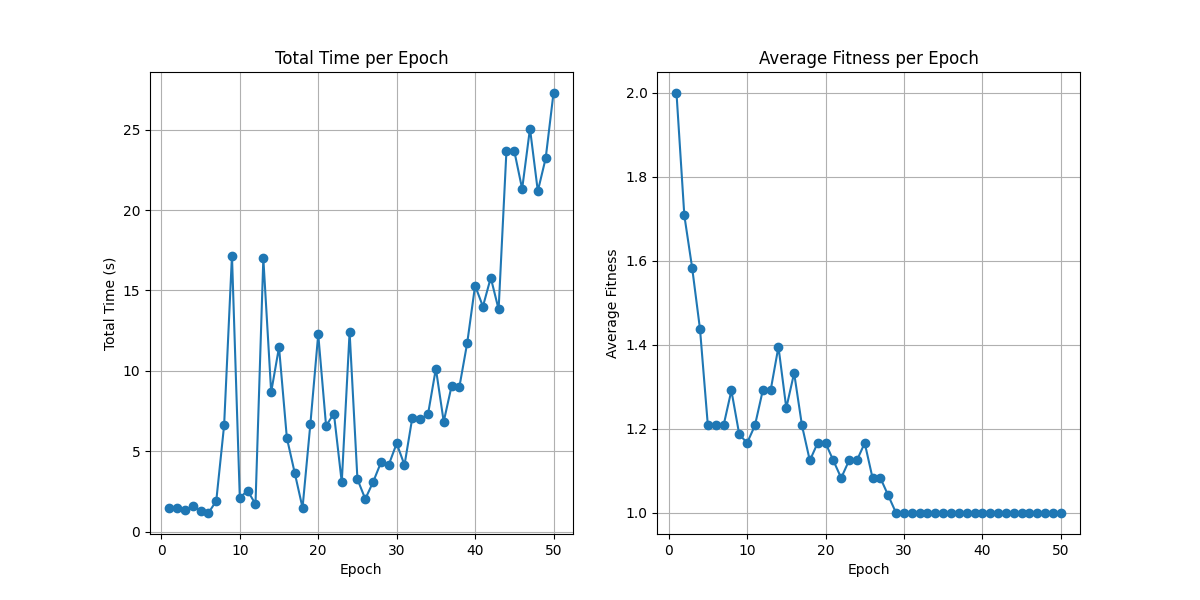 Total Time per Epoch
Total Time (s)
25
20
15
10
5
0
0 10 20 30 40 50
Epoch
Average Fitness per Epoch
Average Fitness
2.0
1.8
1.6
1.4
1.2
1.0
0 10 20 30 40 50
Epoch